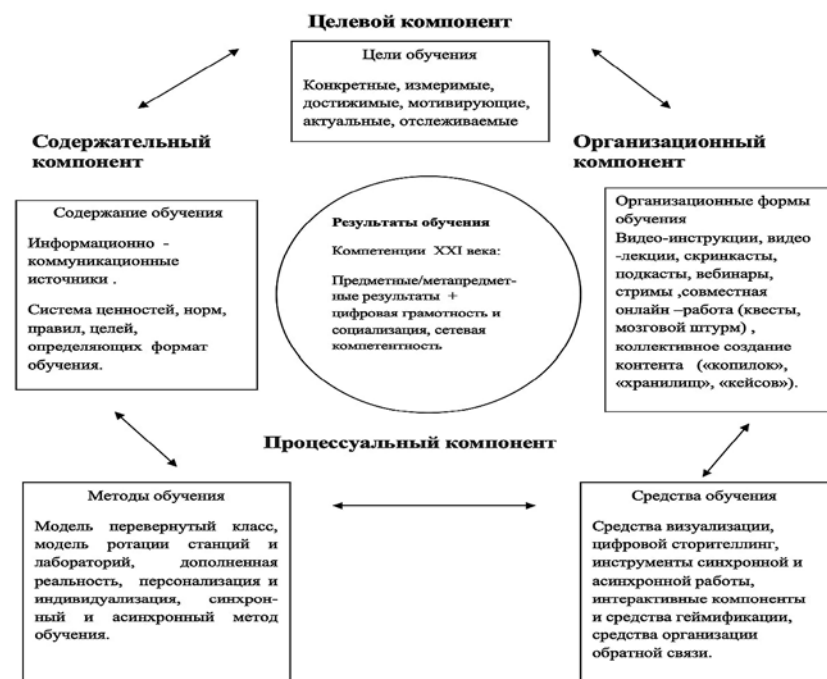 Целевой компонент
Цели обучения
Конкретные, измеримые,
достижимые, мотивирующие,
актуальные, отслеживаемые
Содержательный
компонент
Организационный
компонент
Содержание обучения
Информационно -
коммуникационные
источники .
Система ценностей, норм,
правил, целей,
определяющих формат
обучения.
Результаты обучения
Компетенции XXI века:
Предметные/метапредмет-
ные результаты +
цифровая грамотность и
социализация, сетевая
компетентность
Организационные формы
обучения
Видео-инструкции, видео
-лекции, скринкасты,
подкасты, вебинары,
стримы ,совместная
онлайн –работа (квесты,
мозговой штурм) ,
коллективное создание
контента («копилок»,
«хранилищ», «кейсов»).
Процессуальный компонент
Методы обучения
Модель перевернутый класс,
модель ротации станций и
лабораторий, дополненная
реальность, персонализация и
индивидуализация, синхрон-
ный и асинхронный метод
обучения.
Средства обучения
Средства визуализации,
цифровой сторителлинг,
инструменты синхронной и
асинхронной работы,
интерактивные компоненты
и средства геймификации,
средства организации
обратной связи.